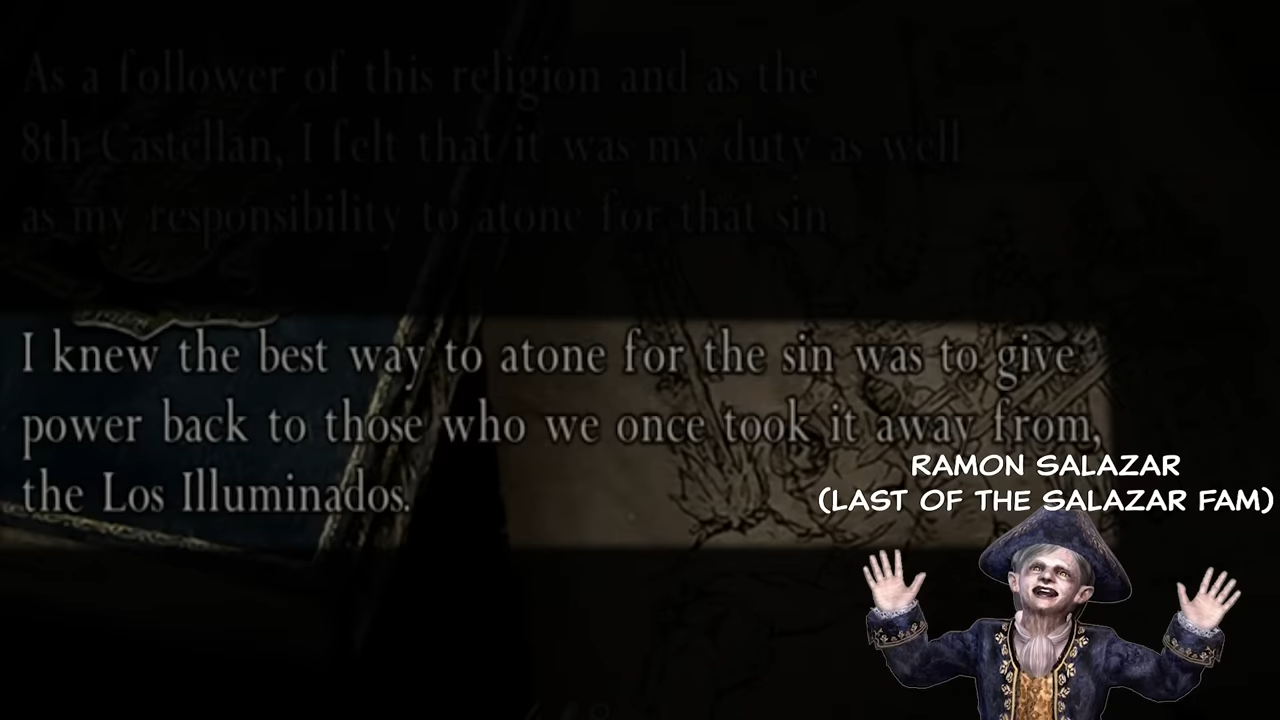 As a follower of this religion and as the
8th Castellan, I felt that it was my duty as well
as my responsibility to atone for that sin.
I knew the best way to atone for the sin was to give
power back to those who we once took it away from,
the Los Illuminados.
RAMON SALAZAR
(LAST OF THE SALAZAR FAM)